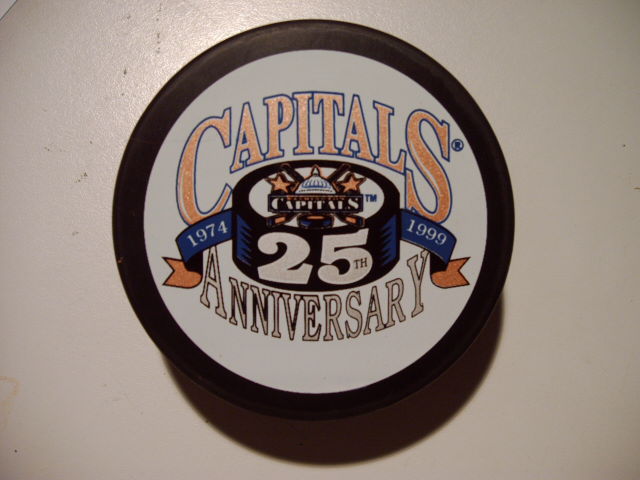 CAPITALS®
CAPITALS™
1974 25TH 1999
ANNIVERSARY